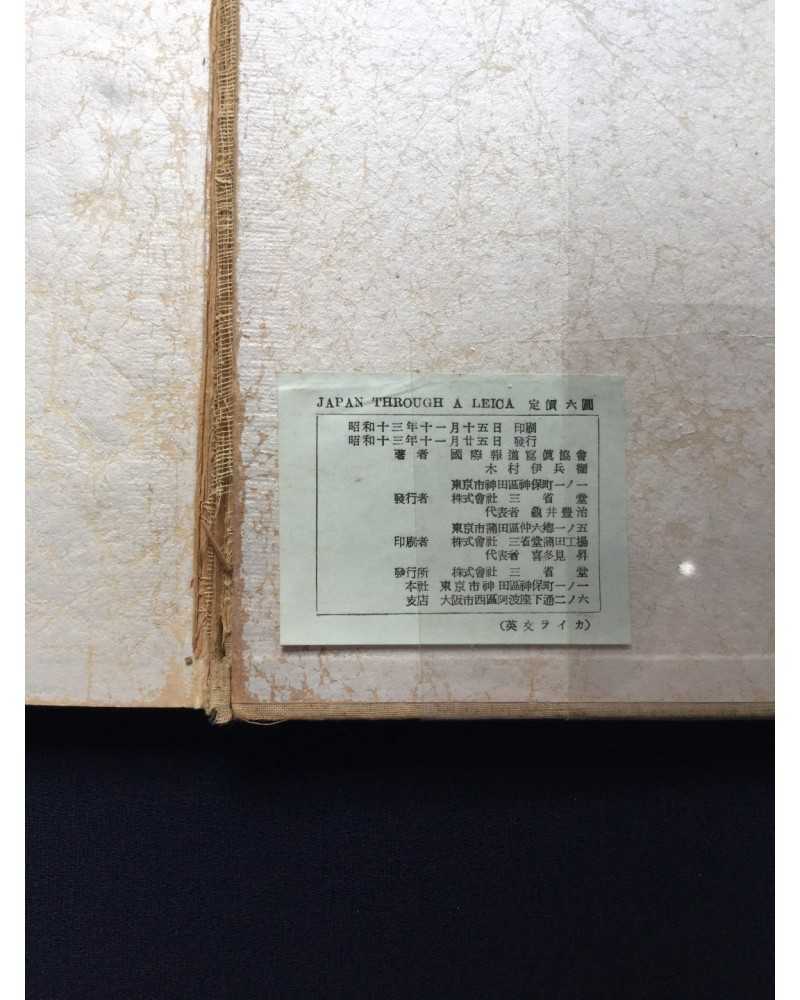 JAPAN THROUGH A LEICA 定價六圓
昭和十三年十一月十五日 印刷
昭和十三年十一月廿五日 發行
著者 國際報道寫眞協會
木村伊兵衞
東京市神田區神保町一ノ一
發行者 株式會社 三省堂
代表者 龜井豐治
東京市蒲田區仲六鄕一ノ五
印刷者 株式會社 三省堂蒲田工場
代表者 喜多見 昇
發行所 株式會社 三省堂
本社 東京市神田區神保町一ノ一
支店 大阪市西區阿波座下通二ノ六
(英文ライカ)